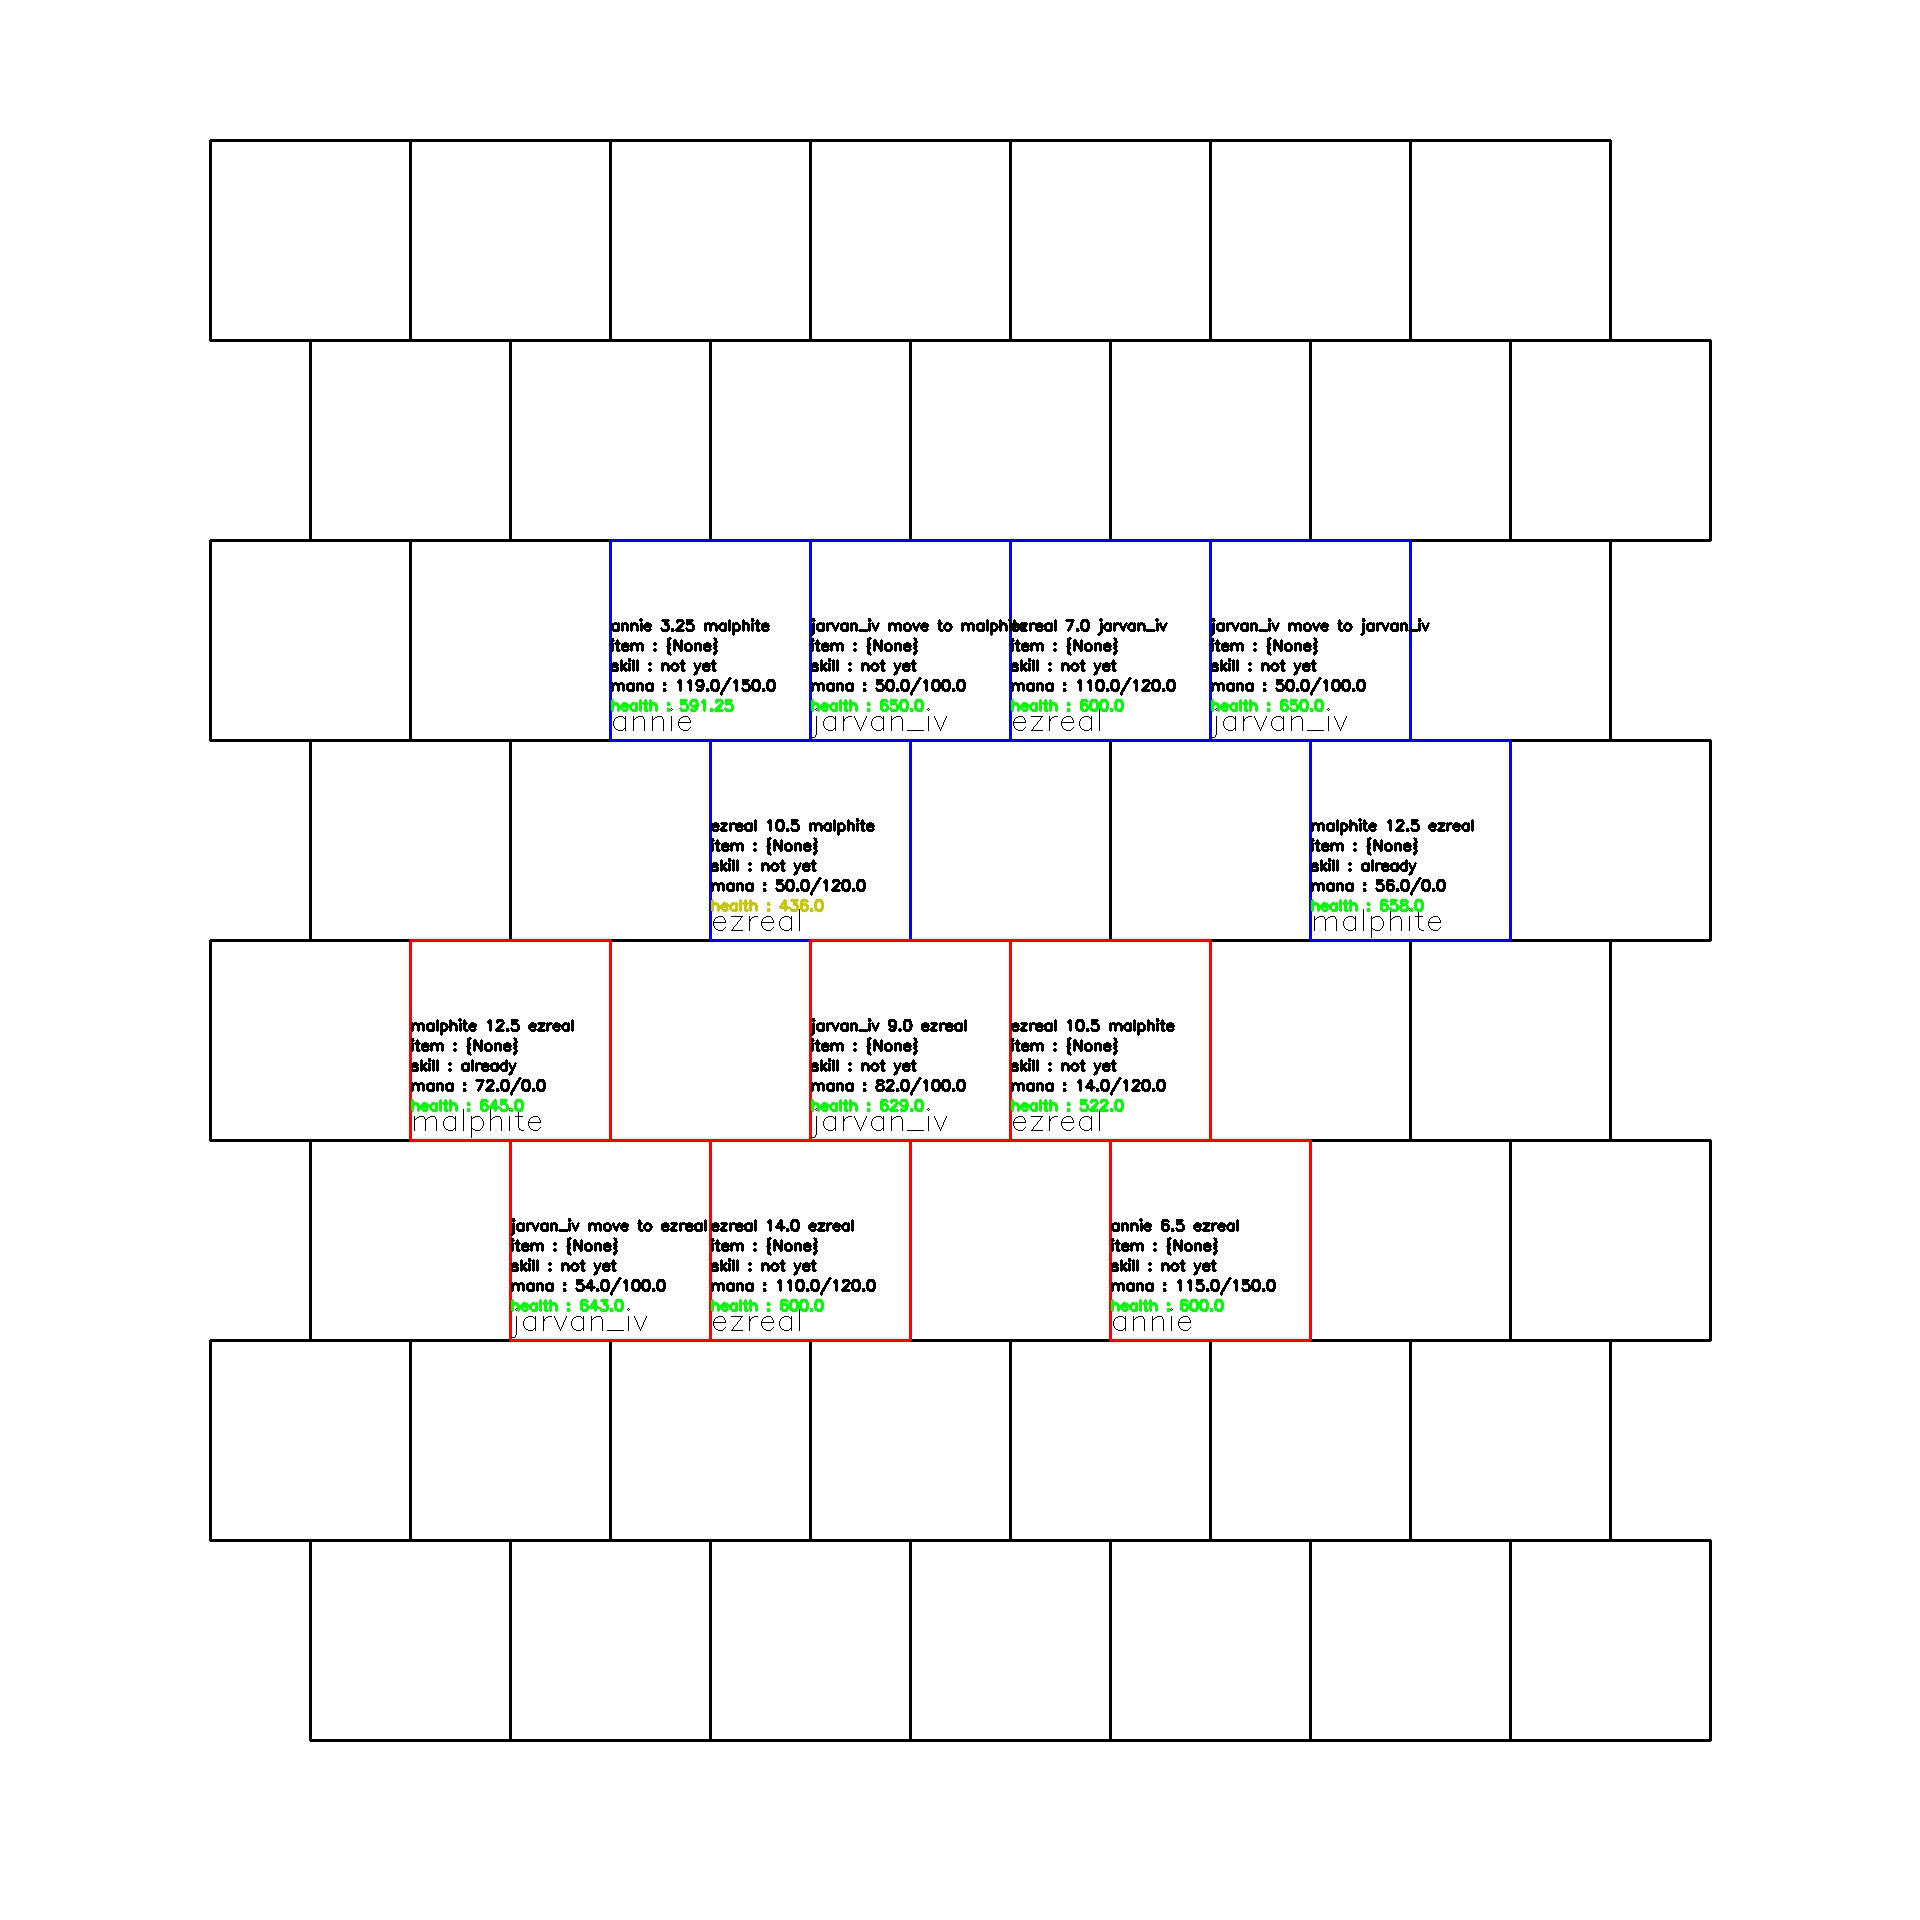 annie 3.25 malphite
item : {None}
skill : not yet
mana : 119.0/150.0
health : 591.25
annie
jarvan_iv move to malphite
item : {None}
skill : not yet
mana : 50.0/100.0
health : 650.0
jarvan_iv
ezreal 7.0 jarvan_iv
item : {None}
skill : not yet
mana : 110.0/120.0
health : 600.0
ezreal
jarvan_iv move to jarvan_iv
item : {None}
skill : not yet
mana : 50.0/100.0
health : 650.0
jarvan_iv
ezreal 10.5 malphite
item : {None}
skill : not yet
mana : 50.0/120.0
health : 436.0
ezreal
malphite 12.5 ezreal
item : {None}
skill : already
mana : 56.0/0.0
health : 658.0
malphite
malphite 12.5 ezreal
item : {None}
skill : already
mana : 72.0/0.0
health : 645.0
malphite
jarvan_iv 9.0 ezreal
item : {None}
skill : not yet
mana : 82.0/100.0
health : 629.0
jarvan_iv
ezreal 10.5 malphite
item : {None}
skill : not yet
mana : 14.0/120.0
health : 522.0
ezreal
jarvan_iv move to ezreal
item : {None}
skill : not yet
mana : 54.0/100.0
health : 643.0
jarvan_iv
ezreal 14.0 ezreal
item : {None}
skill : not yet
mana : 110.0/120.0
health : 600.0
ezreal
annie 6.5 ezreal
item : {None}
skill : not yet
mana : 115.0/150.0
health : 600.0
annie